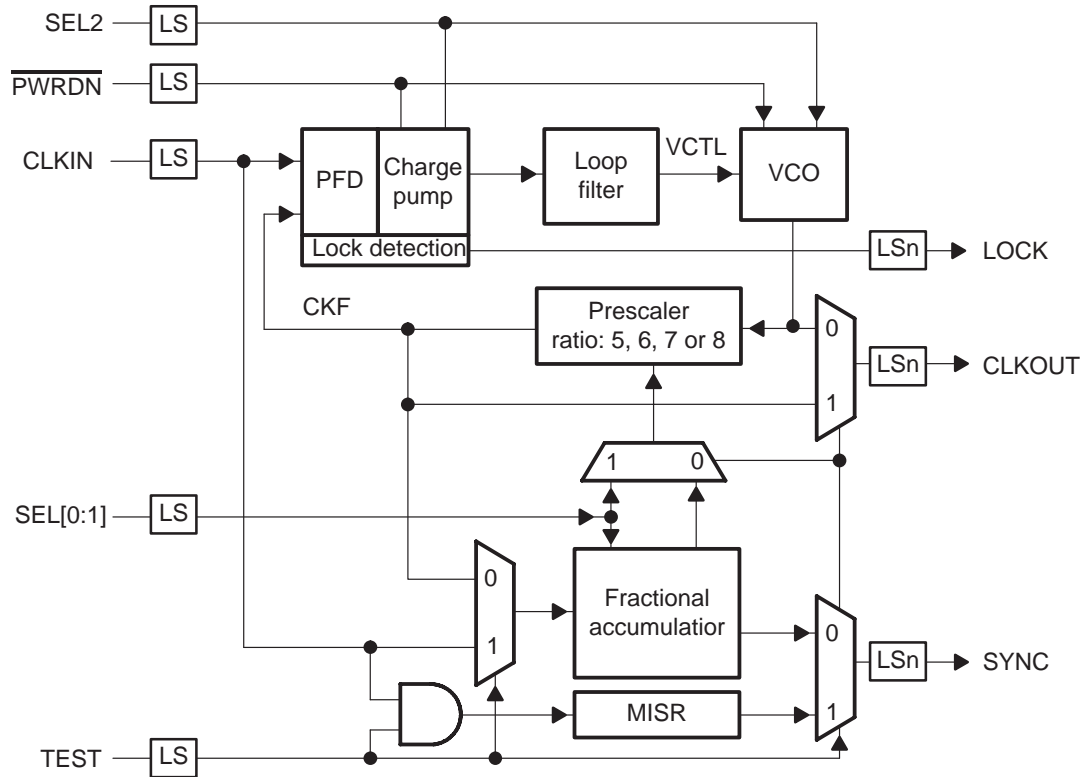 SEL2
LS
PWRDN
LS
CLKIN
LS
PFD
Charge
pump
Loop
filter
VCTL
VCO
Lock detection
LSn
LOCK
CKF
Prescaler
ratio: 5, 6, 7 or 8
0
1
LSn
CLKOUT
1
0
SEL[0:1]
LS
0
1
Fractional
accumulatior
0
1
LSn
SYNC
MISR
TEST
LS